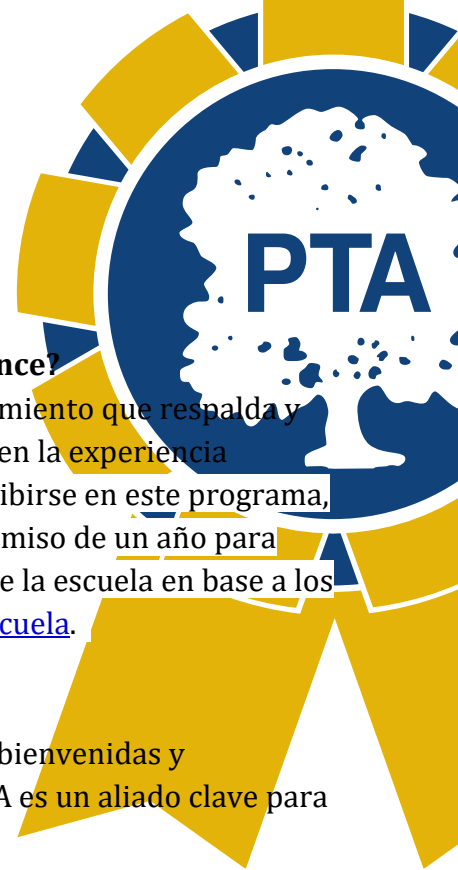 PTA
nce?
miento que respalda y
en la experiencia
ibirse en este programa,
miso de un año para
e la escuela en base a los
cuela.
bienvenidas y
A es un aliado clave para